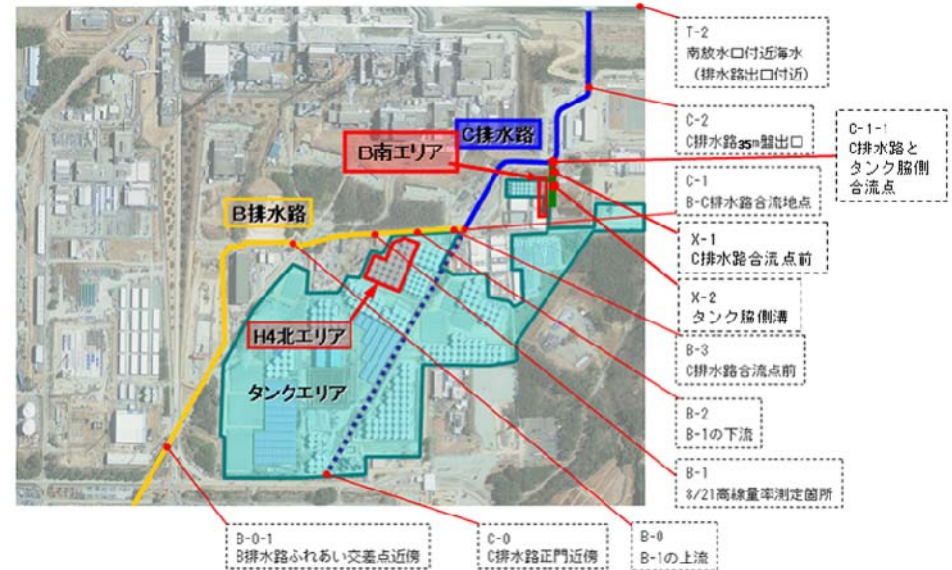 T-2
南放水口付近海水
(排水路出口付近)
C-2
C排水路35m盤出口
C-1-1
C排水路と
タンク脇側
合流点
C-1
B-C排水路合流地点
X-1
C排水路合流点前
X-2
タンク脇側溝
B-3
C排水路合流点前
B-2
B-1の下流
B-1
8/21高線量率測定箇所
B-0
B-1の上流
C-0
C排水路正門近傍
B-0-1
B排水路ふれあい交差点近傍
C排水路
B南エリア
B排水路
H4北エリア
タンクエリア